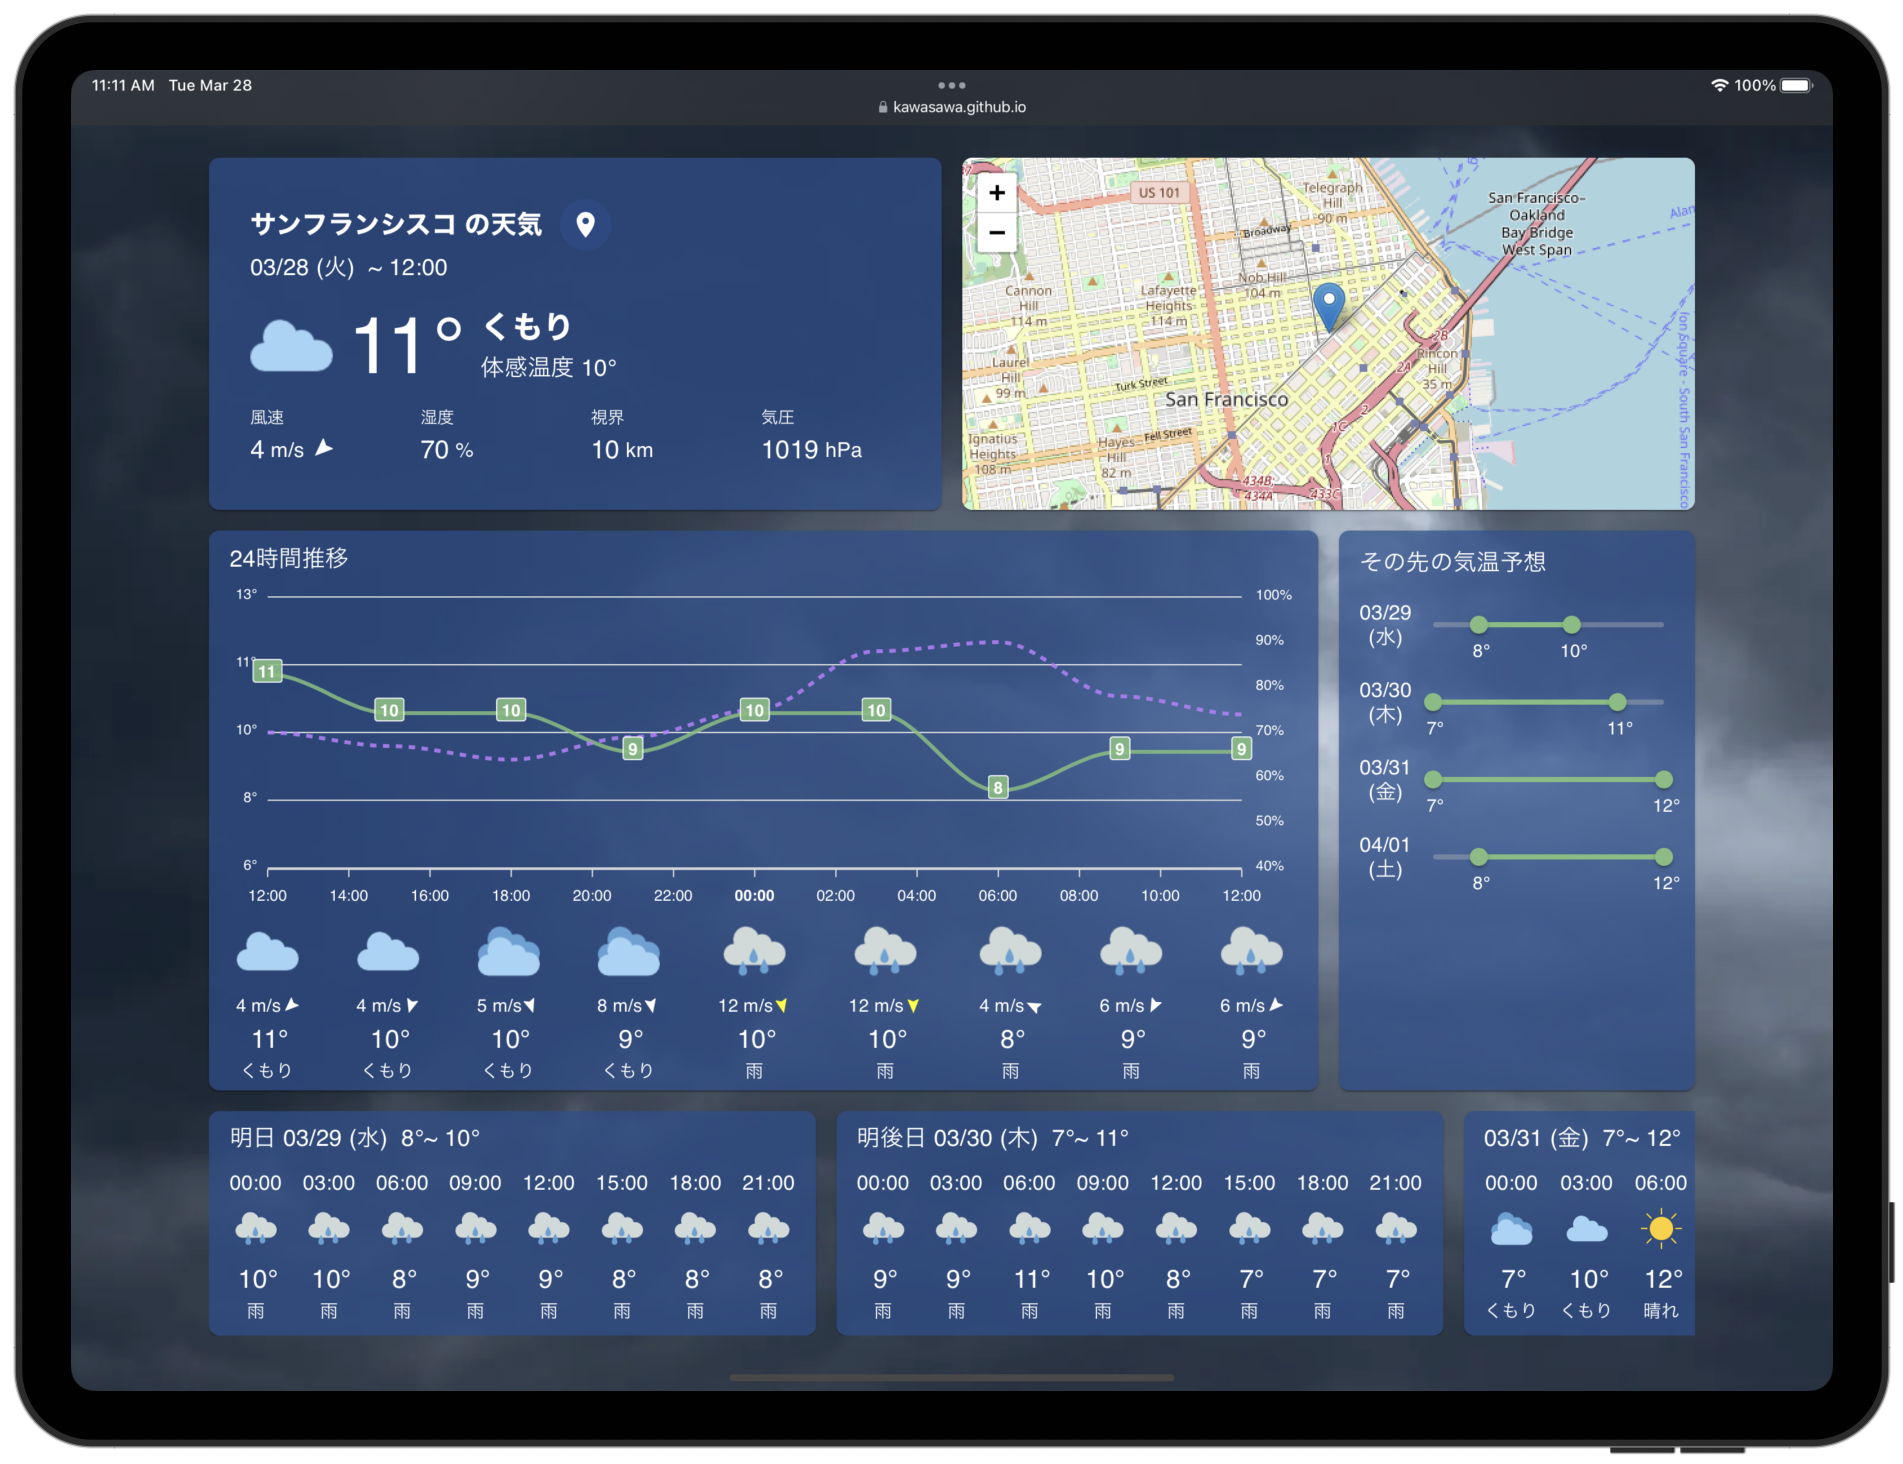 11:11 AM Tue Mar 28
100%
kawasawa.github.io
サンフランシスコ の天気
03/28 (火) ~ 12:00
11° くもり
体感温度 10°
風速 湿度 視界 気圧
4 m/s 70 % 10 km 1019 hPa
+
−
US 101
Telegraph
Hill
90 m
San Francisco–
Oakland
Bay Bridge
West Span
Alan
Broadway
Nob Hill
104 m
Cannon
Hill
114 m
Lafayette
Heights
114 m
2B
Laurel
Hill
99 m
Rincon
Hill
35 m
2A
Turk Street
San Francisco
2
1C
Ignatius
Heights
108 m
Hayes
Hill
82 m
Fell Street
1
434B;
434A
433C
ion Square - South San Francisco
24時間推移
13° 100%
90%
11°
80%
10° 70%
60%
8°
50%
6° 40%
11 10 10 9 10 10 8 9 9
12:00 14:00 16:00 18:00 20:00 22:00 00:00 02:00 04:00 06:00 08:00 10:00 12:00
4 m/s 4 m/s 5 m/s 8 m/s 12 m/s 12 m/s 4 m/s 6 m/s 6 m/s
11° 10° 10° 9° 10° 10° 8° 9° 9°
くもり くもり くもり くもり 雨 雨 雨 雨 雨
その先の気温予想
03/29
(水)
8° 10°
03/30
(木)
7° 11°
03/31
(金)
7° 12°
04/01
(土)
8° 12°
明日 03/29 (水) 8°~ 10°
00:00 03:00 06:00 09:00 12:00 15:00 18:00 21:00
10° 10° 8° 9° 9° 8° 8° 8°
雨 雨 雨 雨 雨 雨 雨 雨
明後日 03/30 (木) 7°~ 11°
00:00 03:00 06:00 09:00 12:00 15:00 18:00 21:00
9° 9° 11° 10° 8° 7° 7° 7°
雨 雨 雨 雨 雨 雨 雨 雨
03/31 (金) 7°~ 12°
00:00 03:00 06:00
7° 10° 12°
くもり くもり 晴れ